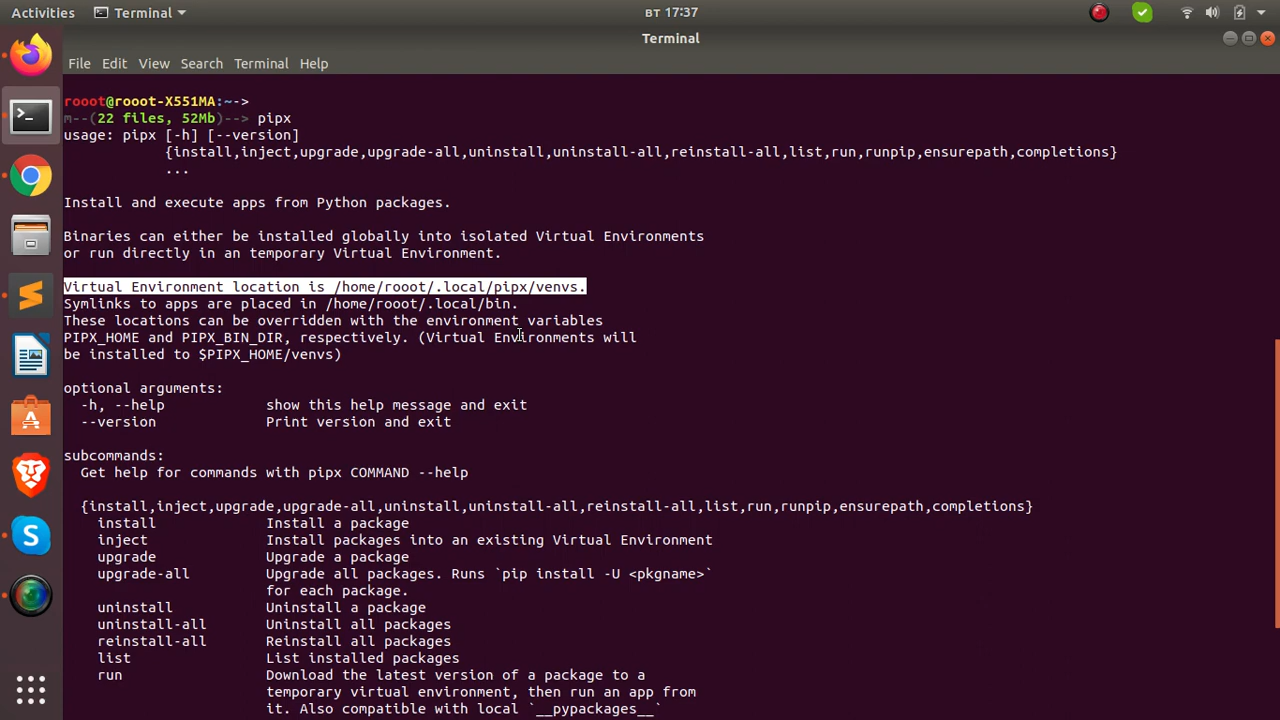 Activities Terminal вт 17:37
Terminal
File Edit View Search Terminal Help
rooot@rooot-X551MA:~->
--(22 files, 52Mb)--> pipx
usage: pipx [-h] [--version]
{install,inject,upgrade,upgrade-all,uninstall,uninstall-all,reinstall-all,list,run,runpip,ensurepath,completions}
...
Install and execute apps from Python packages.
Binaries can either be installed globally into isolated Virtual Environments
or run directly in an temporary Virtual Environment.
Virtual Environment location is /home/rooot/.local/pipx/venvs.
Symlinks to apps are placed in /home/rooot/.local/bin.
These locations can be overridden with the environment variables
PIPX_HOME and PIPX_BIN_DIR, respectively. (Virtual Environments will
be installed to $PIPX_HOME/venvs)
optional arguments:
-h, --help show this help message and exit
--version Print version and exit
subcommands:
Get help for commands with pipx COMMAND --help
{install,inject,upgrade,upgrade-all,uninstall,uninstall-all,reinstall-all,list,run,runpip,ensurepath,completions}
install Install a package
inject Install packages into an existing Virtual Environment
upgrade Upgrade a package
upgrade-all Upgrade all packages. Runs `pip install -U <pkgname>`
for each package.
uninstall Uninstall a package
uninstall-all Uninstall all packages
reinstall-all Reinstall all packages
list List installed packages
run Download the latest version of a package to a
temporary virtual environment, then run an app from
it. Also compatible with local `__pypackages__`